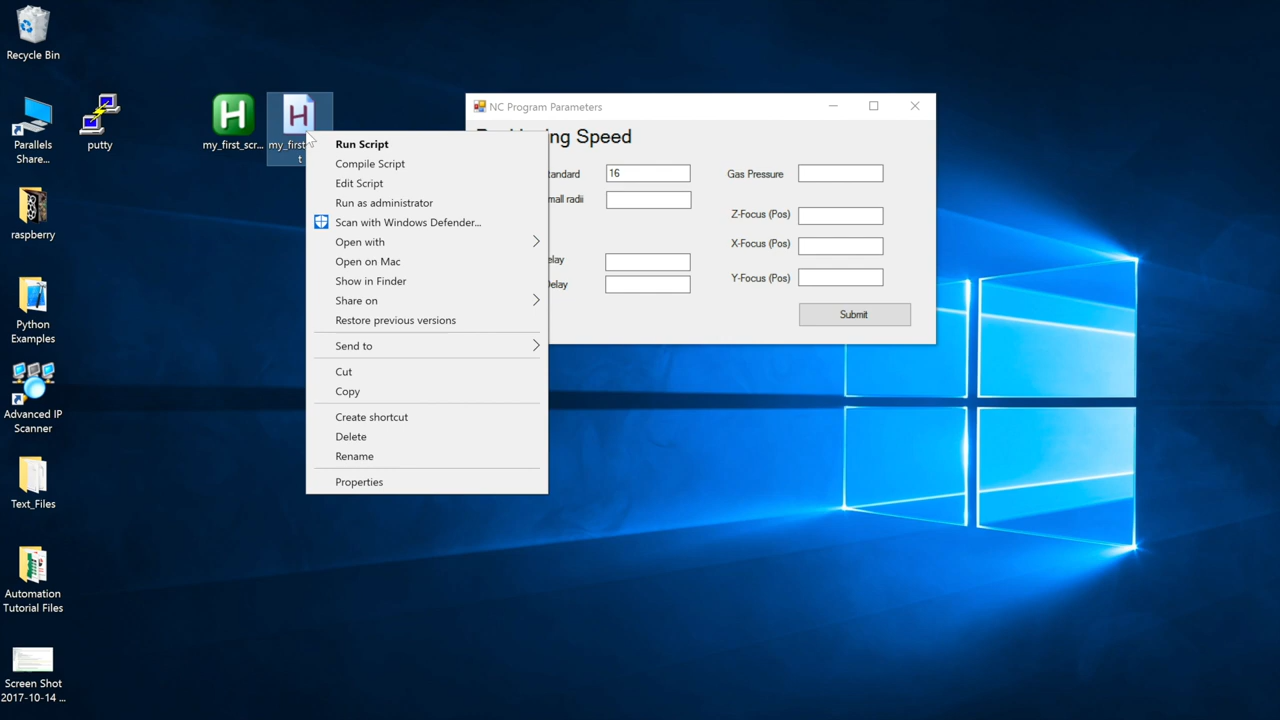 Recycle Bin
Parallels
Share...
putty
my_first_scr...
my_first
t
raspberry
Python
Examples
Advanced IP
Scanner
Text_Files
Automation
Tutorial Files
Screen Shot
2017-10-14 ...
Run Script
Compile Script
Edit Script
Run as administrator
Scan with Windows Defender...
Open with
Open on Mac
Show in Finder
Share on
Restore previous versions
Send to
Cut
Copy
Create shortcut
Delete
Rename
Properties
NC Program Parameters
ing Speed
tandard
16
mall radii
elay
Delay
Gas Pressure
Z-Focus (Pos)
X-Focus (Pos)
Y-Focus (Pos)
Submit